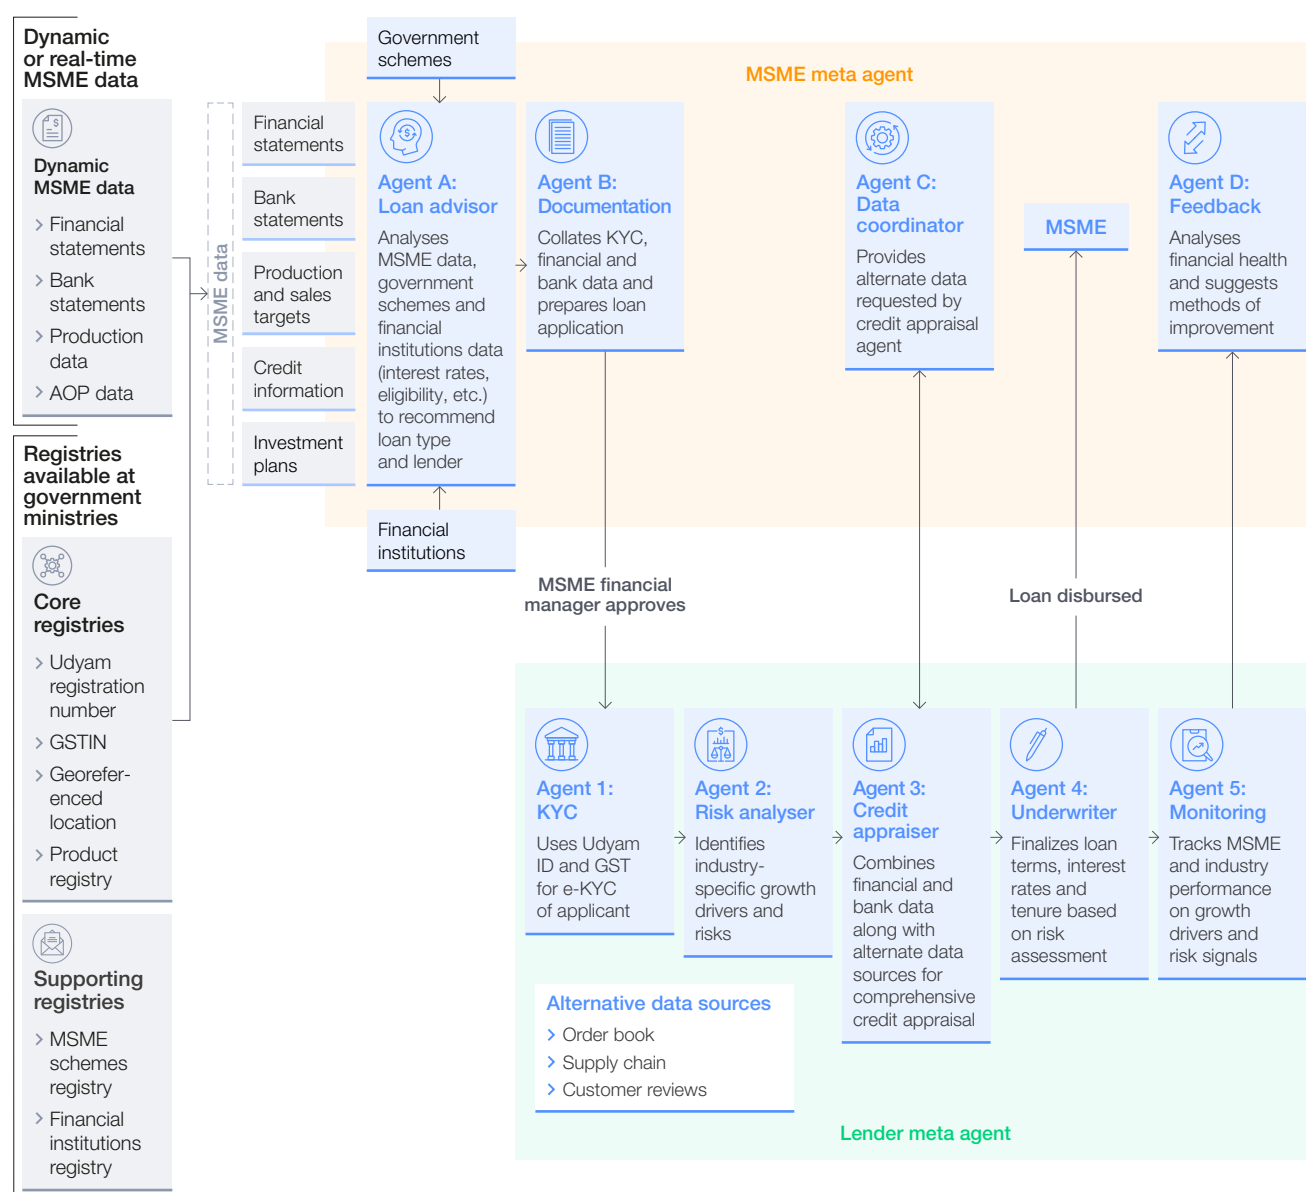 Dynamic
or real-time
MSME data
Dynamic
MSME data
Financial
statements
Bank
statements
Production
data
AOP data
Registries
available at
government
ministries
Core
registries
Udyam
registration
number
GSTIN
Georefer-
enced
location
Product
registry
Supporting
registries
MSME
schemes
registry
Financial
institutions
registry
MSME data
Financial
statements
Bank
statements
Production
and sales
targets
Credit
information
Investment
plans
Government
schemes
MSME meta agent
Agent A:
Loan advisor
Analyses
MSME data,
government
schemes and
financial
institutions data
(interest rates,
eligibility, etc.)
to recommend
loan type
and lender
Financial
institutions
Agent B:
Documentation
Collates KYC,
financial and
bank data and
prepares loan
application
Agent C:
Data
coordinator
Provides
alternate data
requested by
credit appraisal
agent
MSME
Agent D:
Feedback
Analyses
financial health
and suggests
methods of
improvement
MSME financial
manager approves
Loan disbursed
Agent 1:
KYC
Uses Udyam
ID and GST
for e-KYC
of applicant
Agent 2:
Risk analyser
Identifies
industry-
specific growth
drivers and
risks
Agent 3:
Credit
appraiser
Combines
financial and
bank data
along with
alternate data
sources for
comprehensive
credit appraisal
Agent 4:
Underwriter
Finalizes loan
terms, interest
rates and
tenure based
on risk
assessment
Agent 5:
Monitoring
Tracks MSME
and industry
performance
on growth
drivers and
risk signals
Alternative data sources
Order book
Supply chain
Customer reviews
Lender meta agent